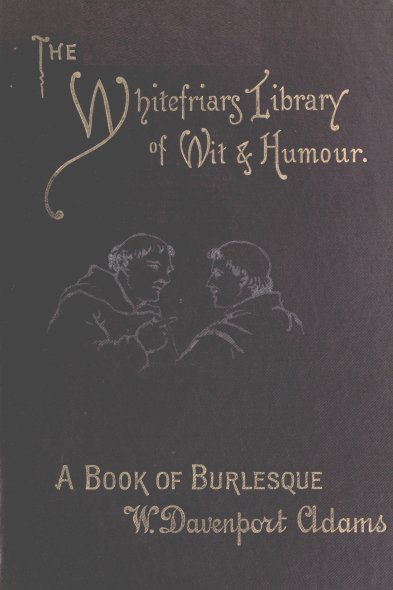 The
Whitefriars Library
of Wit & Humour.
A Book of Burlesque
W. Davenport Adams